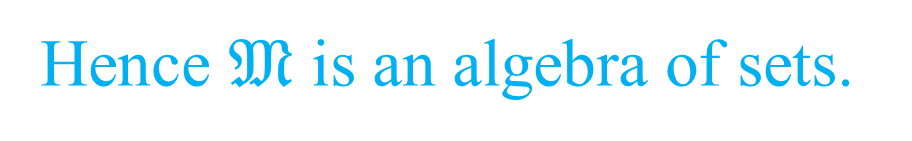 Hence 𝔐 is an algebra of sets.